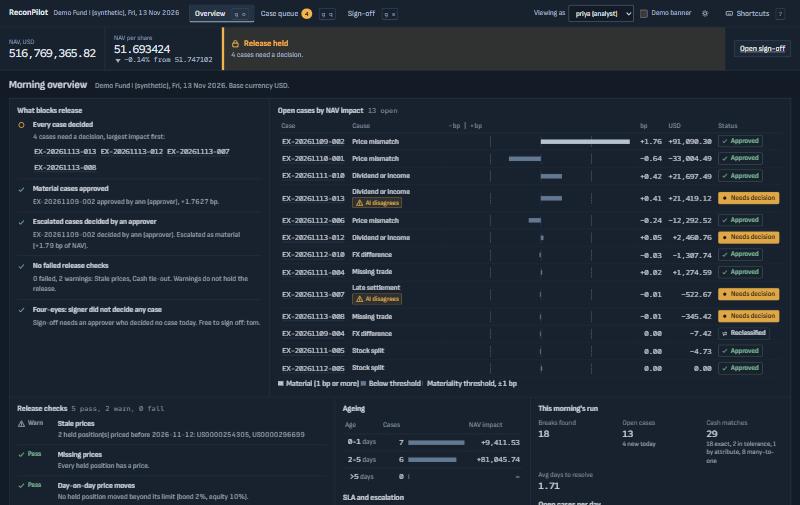 ReconPilot Demo Fund I (synthetic), Fri, 13 Nov 2026 Overview g o Case queue 4 g q Sign-off g s Viewing as priya (analyst) Demo banner Shortcuts ?
NAV, USD
516,769,365.82
NAV per share
51.693424
▼ -0.14% from 51.747102
Release held
4 cases need a decision.
Open sign-off
Morning overview Demo Fund I (synthetic), Fri, 13 Nov 2026. Base currency USD.
What blocks release
Every case decided
4 cases need a decision, largest impact first:
EX-20261113-013 EX-20261113-012 EX-20261113-007
EX-20261113-008
Material cases approved
EX-20261109-002 approved by ann (approver), +1.7627 bp.
Escalated cases decided by an approver
EX-20261109-002 decided by ann (approver). Escalated as material
(+1.79 bp of NAV).
No failed release checks
0 failed, 2 warnings: Stale prices, Cash tie-out. Warnings do not hold the
release.
Four-eyes: signer did not decide any case
Sign-off needs an approver who decided no case today. Free to sign off: tom.
Open cases by NAV impact 13 open
Case Cause -bp | +bp bp USD Status
EX-20261109-002 Price mismatch +1.76 +91,090.30 Approved
EX-20261110-001 Price mismatch -0.64 -33,004.49 Approved
EX-20261111-010 Dividend or income +0.42 +21,697.49 Approved
EX-20261113-013 Dividend or income +0.41 +21,419.12 Needs decision
AI disagrees
EX-20261112-006 Price mismatch -0.24 -12,292.52 Approved
EX-20261113-012 Dividend or income +0.05 +2,460.76 Needs decision
EX-20261112-010 FX difference -0.03 -1,307.74 Approved
EX-20261111-004 Missing trade +0.02 +1,274.59 Approved
EX-20261113-007 Late settlement -0.01 -522.67 Needs decision
AI disagrees
EX-20261113-008 Missing trade -0.01 -345.42 Needs decision
EX-20261109-004 FX difference 0.00 -7.42 Reclassified
EX-20261111-005 Stock split 0.00 -4.73 Approved
EX-20261112-005 Stock split 0.00 0.00 Approved
Material (1 bp or more) Below threshold Materiality threshold, ±1 bp
Release checks 5 pass, 2 warn, 0 fail
Warn Stale prices
2 held position(s) priced before 2026-11-12: US0000254305, US0000296699
Pass Missing prices
Every held position has a price.
Pass Day-on-day price moves
No held position moved beyond its limit (bond 2%, equity 10%).
Ageing
Age Cases NAV impact
0-1 days 7 +9,411.53
2-5 days 6 +81,045.74
>5 days 0 –
SLA and escalation
This morning's run
Breaks found
18
Open cases
13
4 new today
Cash matches
29
18 exact, 2 in tolerance, 1
by attribute, 8 many-to-
one
Avg days to resolve
1.71
Open cases per day